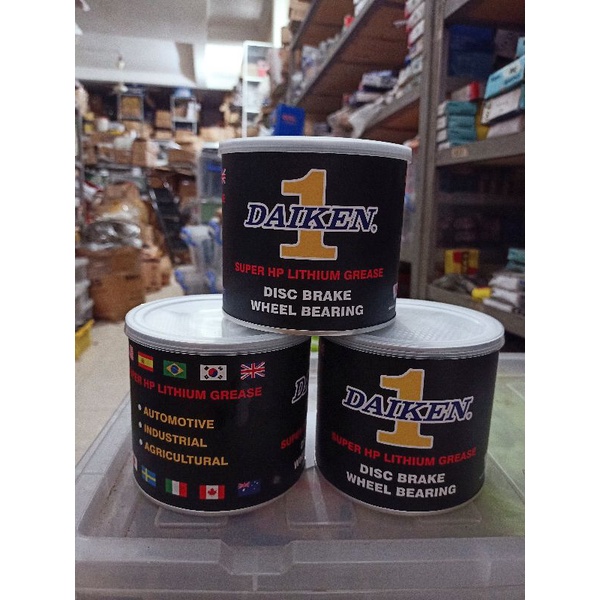 1
DAIKEN®
SUPER HP LITHIUM GREASE
DISC BRAKE
WHEEL BEARING
HP LITHIUM GREASE
• AUTOMOTIVE
• INDUSTRIAL
• AGRICULTURAL
1
DAIKEN®
SUPER HP LITHIUM GREASE
DISC BRAKE
WHEEL BEARING